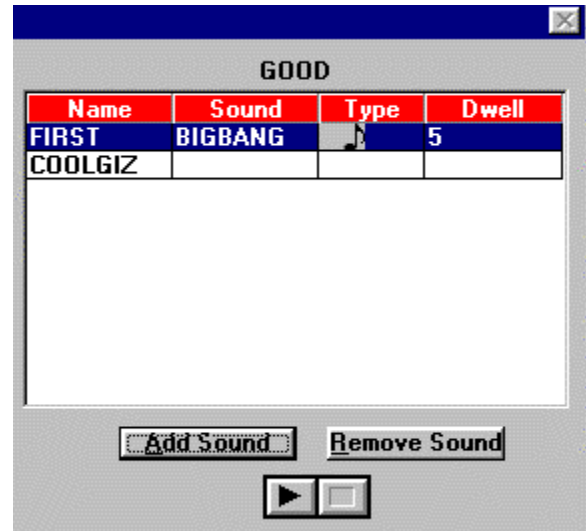 GOOD
Name Sound Type Dwell
FIRST BIGBANG 5
COOLGIZ
Add Sound Remove Sound